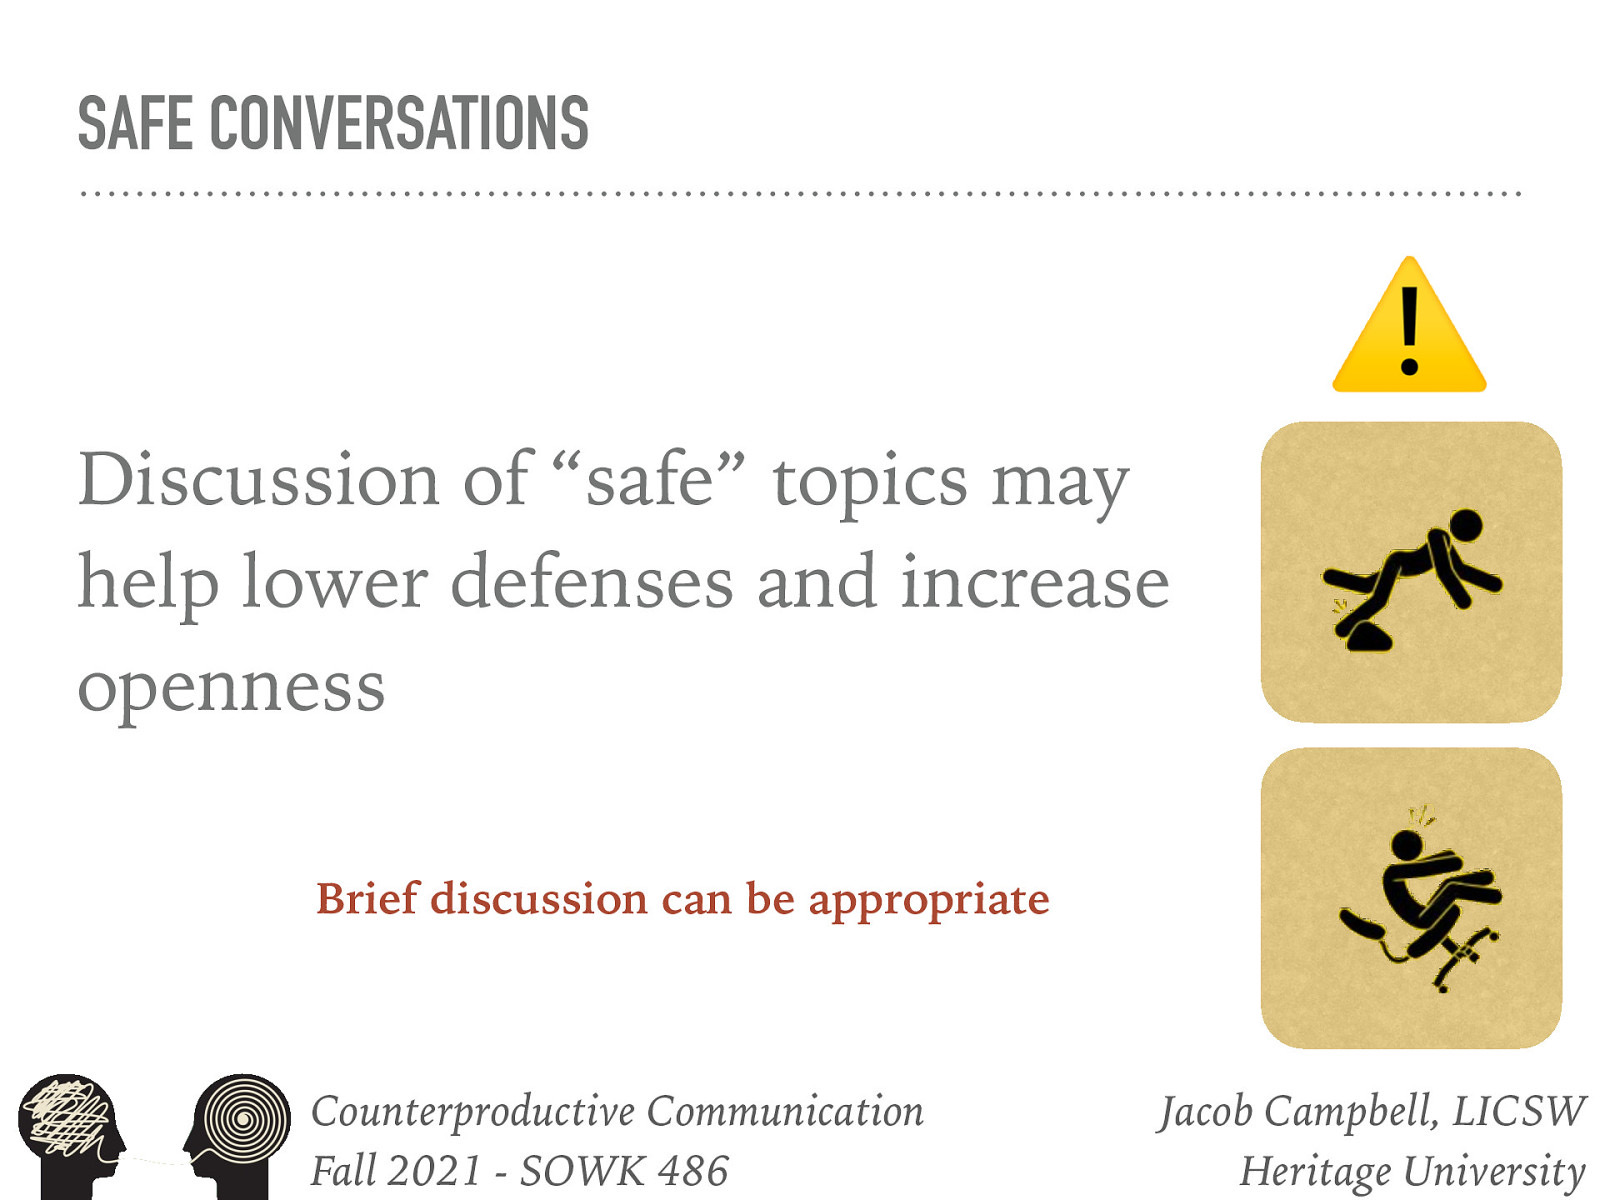 SAFE CONVERSATIONS
Discussion of “safe” topics may
help lower defenses and increase
openness
Brief discussion can be appropriate
Counterproductive Communication
Fall 2021 - SOWK 486
Jacob Campbell, LICSW
Heritage University